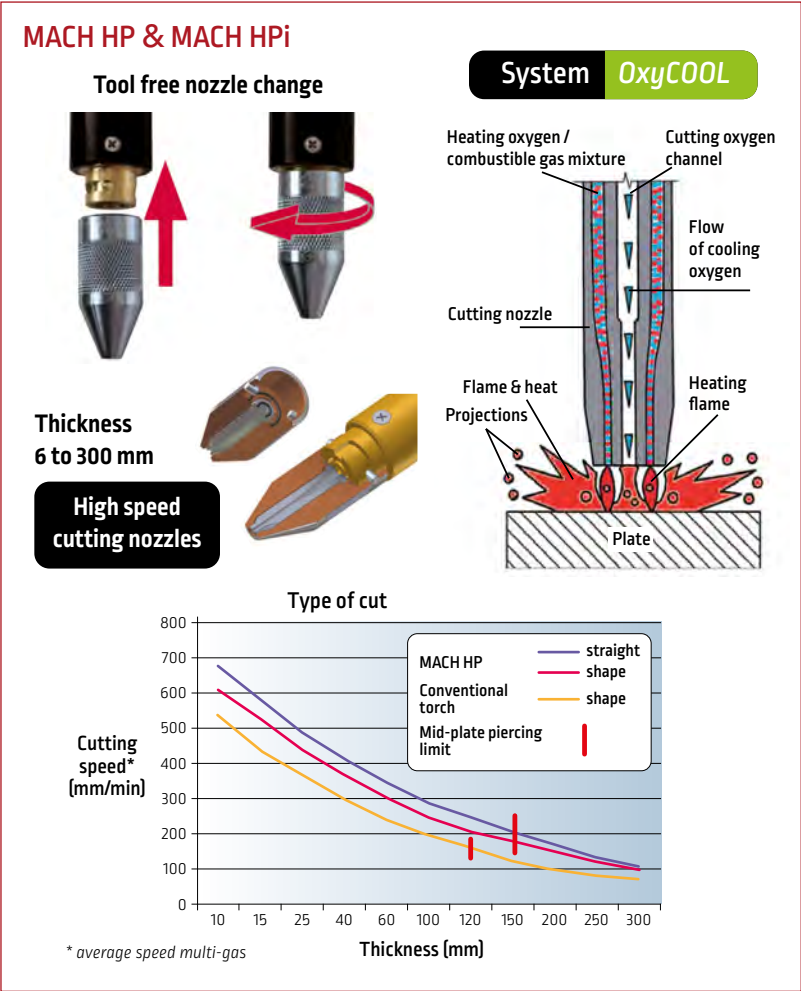 MACH HP & MACH HPi
Tool free nozzle change
System OxyCOOL
Heating oxygen /
combustible gas mixture
Cutting oxygen
channel
Flow
of cooling
oxygen
Cutting nozzle
Flame & heat
Projections
Heating
flame
Plate
Thickness
6 to 300 mm
High speed
cutting nozzles
Type of cut
Cutting
speed*
(mm/min)
800
700
600
500
400
300
200
100
0
MACH HP
straight
shape
Conventional
torch
shape
Mid-plate piercing
limit
10 15 25 40 60 100 120 150 200 250 300
Thickness (mm)
* average speed multi-gas